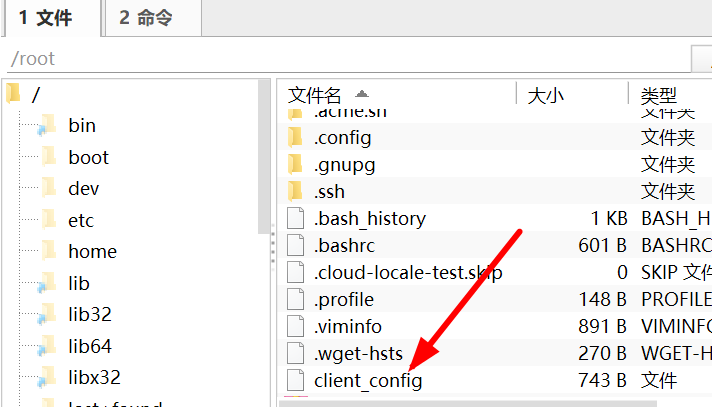 1 文件
2 命令
/root
/
bin
boot
dev
etc
home
lib
lib32
lib64
libx32
文件名 大小 类型
.acme.sh 文件夹
.config 文件夹
.gnupg 文件夹
.ssh 文件夹
.bash_history 1 KB BASH_H
.bashrc 601 B BASHRC
.cloud-locale-test.skip 0 SKIP 文
.profile 148 B PROFILE
.viminfo 891 B VIMINFO
.wget-hsts 270 B WGET-H
client_config 743 B 文件